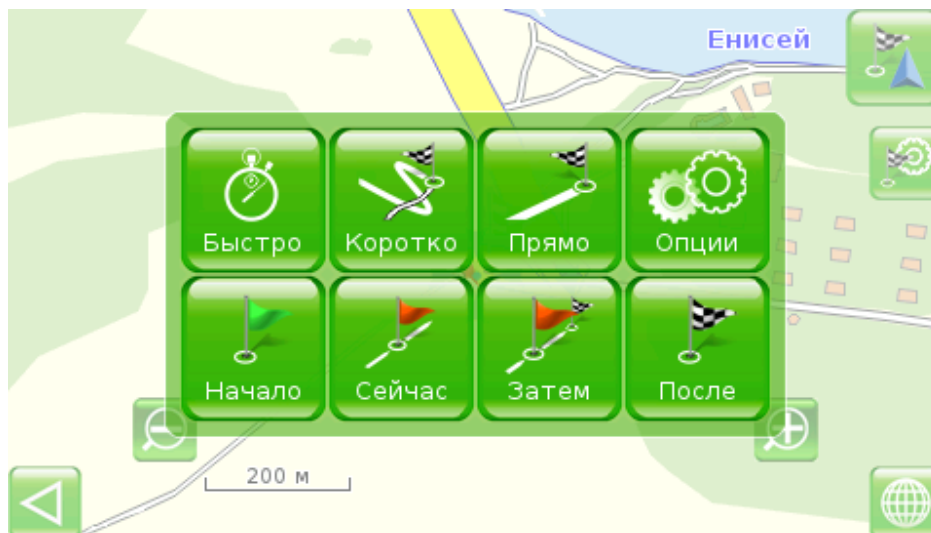 Енисей
Быстро
Коротко
Прямо
Опции
Начало
Сейчас
Затем
После
200 м